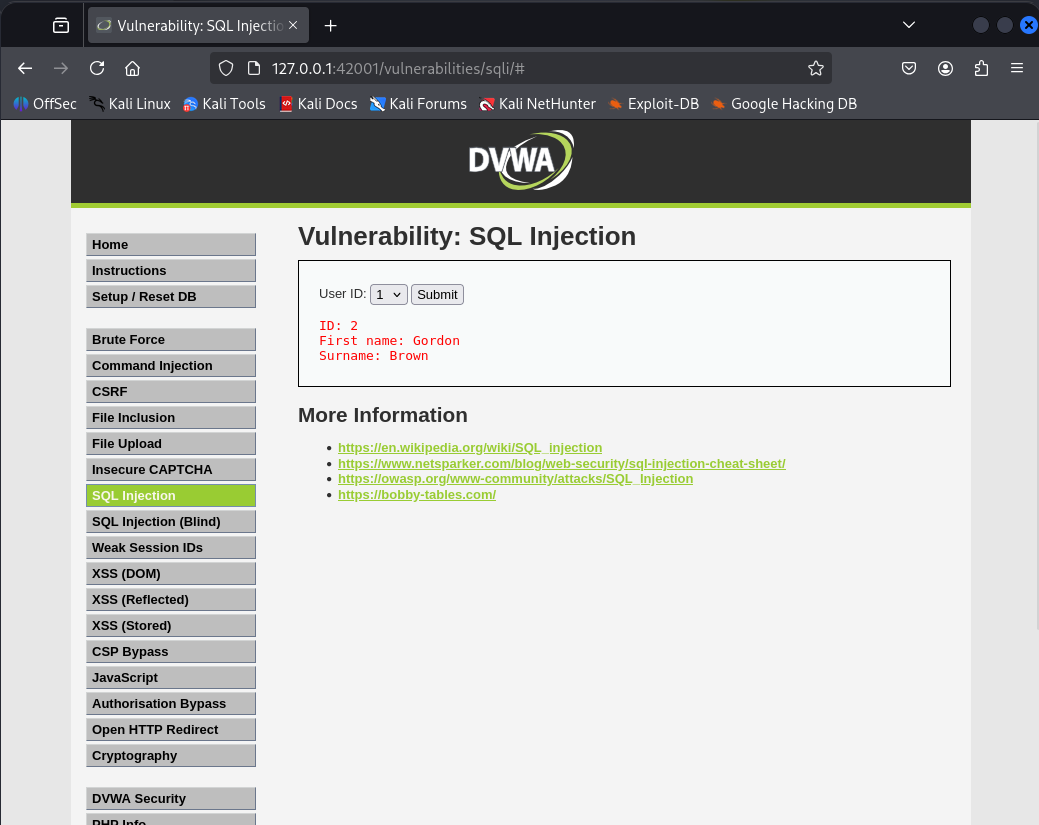 Vulnerability: SQL Injectio
127.0.0.1:42001/vulnerabilities/sqli/#
OffSec Kali Linux Kali Tools Kali Docs Kali Forums Kali NetHunter Exploit-DB Google Hacking DB
DVWA
Home
Instructions
Setup / Reset DB
Brute Force
Command Injection
CSRF
File Inclusion
File Upload
Insecure CAPTCHA
SQL Injection
SQL Injection (Blind)
Weak Session IDs
XSS (DOM)
XSS (Reflected)
XSS (Stored)
CSP Bypass
JavaScript
Authorisation Bypass
Open HTTP Redirect
Cryptography
DVWA Security
PHP Info
Vulnerability: SQL Injection
User ID: 1 Submit
ID: 2
First name: Gordon
Surname: Brown
More Information
https://en.wikipedia.org/wiki/SQL_injection
https://www.netsparker.com/blog/web-security/sql-injection-cheat-sheet/
https://owasp.org/www-community/attacks/SQL_Injection
https://bobby-tables.com/